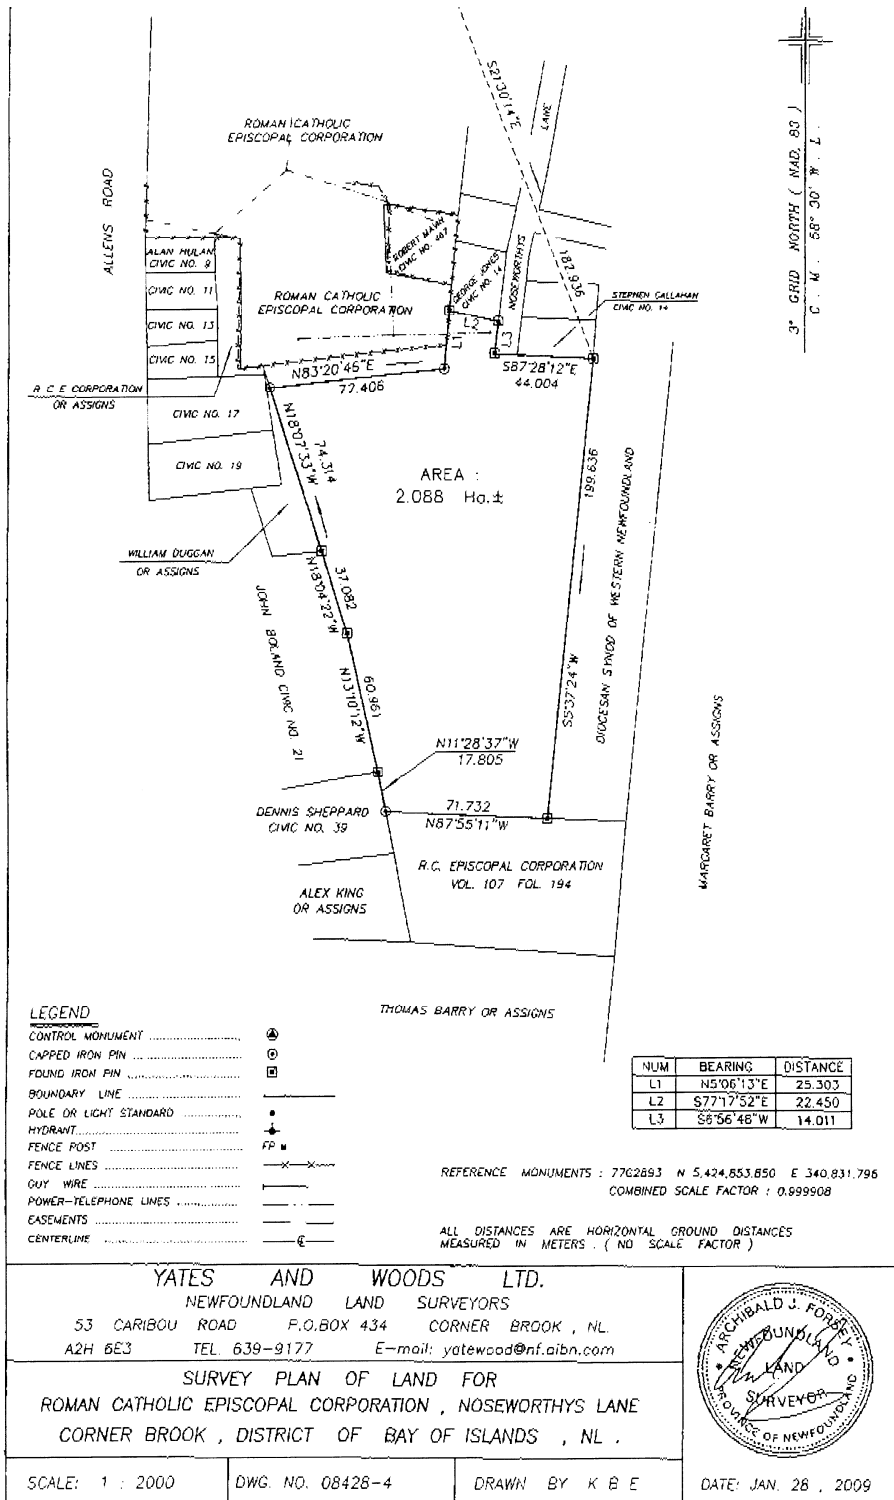 ROMAN CATHOLIC
EPISCOPAL CORPORATION
ALLENS ROAD
S27°30'14"E
182.936
LANE
NOSEWORTHYS
3° GRID NORTH ( NAD. 83 )
C . M . 58° 30' W . L .
ALAN HULAN
CIVIC NO. 9
CIVIC NO. 11
CIVIC NO. 13
CIVIC NO. 15
CIVIC NO. 17
CIVIC NO. 19
ROMAN CATHOLIC
EPISCOPAL CORPORATION
ROBERT
CIVIC NO. 467
GEORGE JONES
CIVIC NO. 14
STEPHEN CALLAHAN
CIVIC NO. 14
L1
L2
L3
R C E CORPORATION
OR ASSIGNS
N83°20'46"E
S87°28'12"E
44.004
N18°07'33"W
74.314
AREA :
2.088 Ha.±
199.636
S5°37'24"W
DIOCESAN SYNOD OF WESTERN NEWFOUNDLAND
WILLIAM DUGGAN
OR ASSIGNS
37.082
N18°04'22"W
JOHN BOLAND CIVIC NO. 21
60.961
N13°10'12"W
N11°28'37"W
17.805
MARGARET BARRY OR ASSIGNS
DENNIS SHEPPARD
CIVIC NO. 39
71.732
N87°55'11"W
R.C. EPISCOPAL CORPORATION
VOL. 107 FOL. 194
ALEX KING
OR ASSIGNS
THOMAS BARRY OR ASSIGNS
LEGEND
CONTROL MONUMENT
CAPPED IRON PIN
FOUND IRON PIN
BOUNDARY LINE
POLE OR LIGHT STANDARD
HYDRANT
FENCE POST FP
FENCE LINES
GUY WIRE
POWER-TELEPHONE LINES
EASEMENTS
CENTERLINE ℄
NUM BEARING DISTANCE
L1 N5°06'13"E 25.303
L2 S77°17'52"E 22.450
L3 S6°56'48"W 14.011
REFERENCE MONUMENTS : 77G2893 N 5,424,853.850 E 340,831.796
COMBINED SCALE FACTOR : 0.999908
ALL DISTANCES ARE HORIZONTAL GROUND DISTANCES
MEASURED IN METERS . ( NO SCALE FACTOR )
YATES AND WOODS LTD.
NEWFOUNDLAND LAND SURVEYORS
53 CARIBOU ROAD P.O.BOX 434 CORNER BROOK , NL.
A2H 6E3 TEL. 639-9177 E-mail: yatewood@nf.aibn.com
SURVEY PLAN OF LAND FOR
ROMAN CATHOLIC EPISCOPAL CORPORATION , NOSEWORTHYS LANE
CORNER BROOK , DISTRICT OF BAY OF ISLANDS , NL .
ARCHIBALD J. FORSEY
NEWFOUNDLAND
LAND
SURVEYOR
PROVINCE OF NEWFOUNDLAND
SCALE: 1 : 2000
DWG. NO. 08428-4
DRAWN BY K B E
DATE: JAN. 28 , 2009